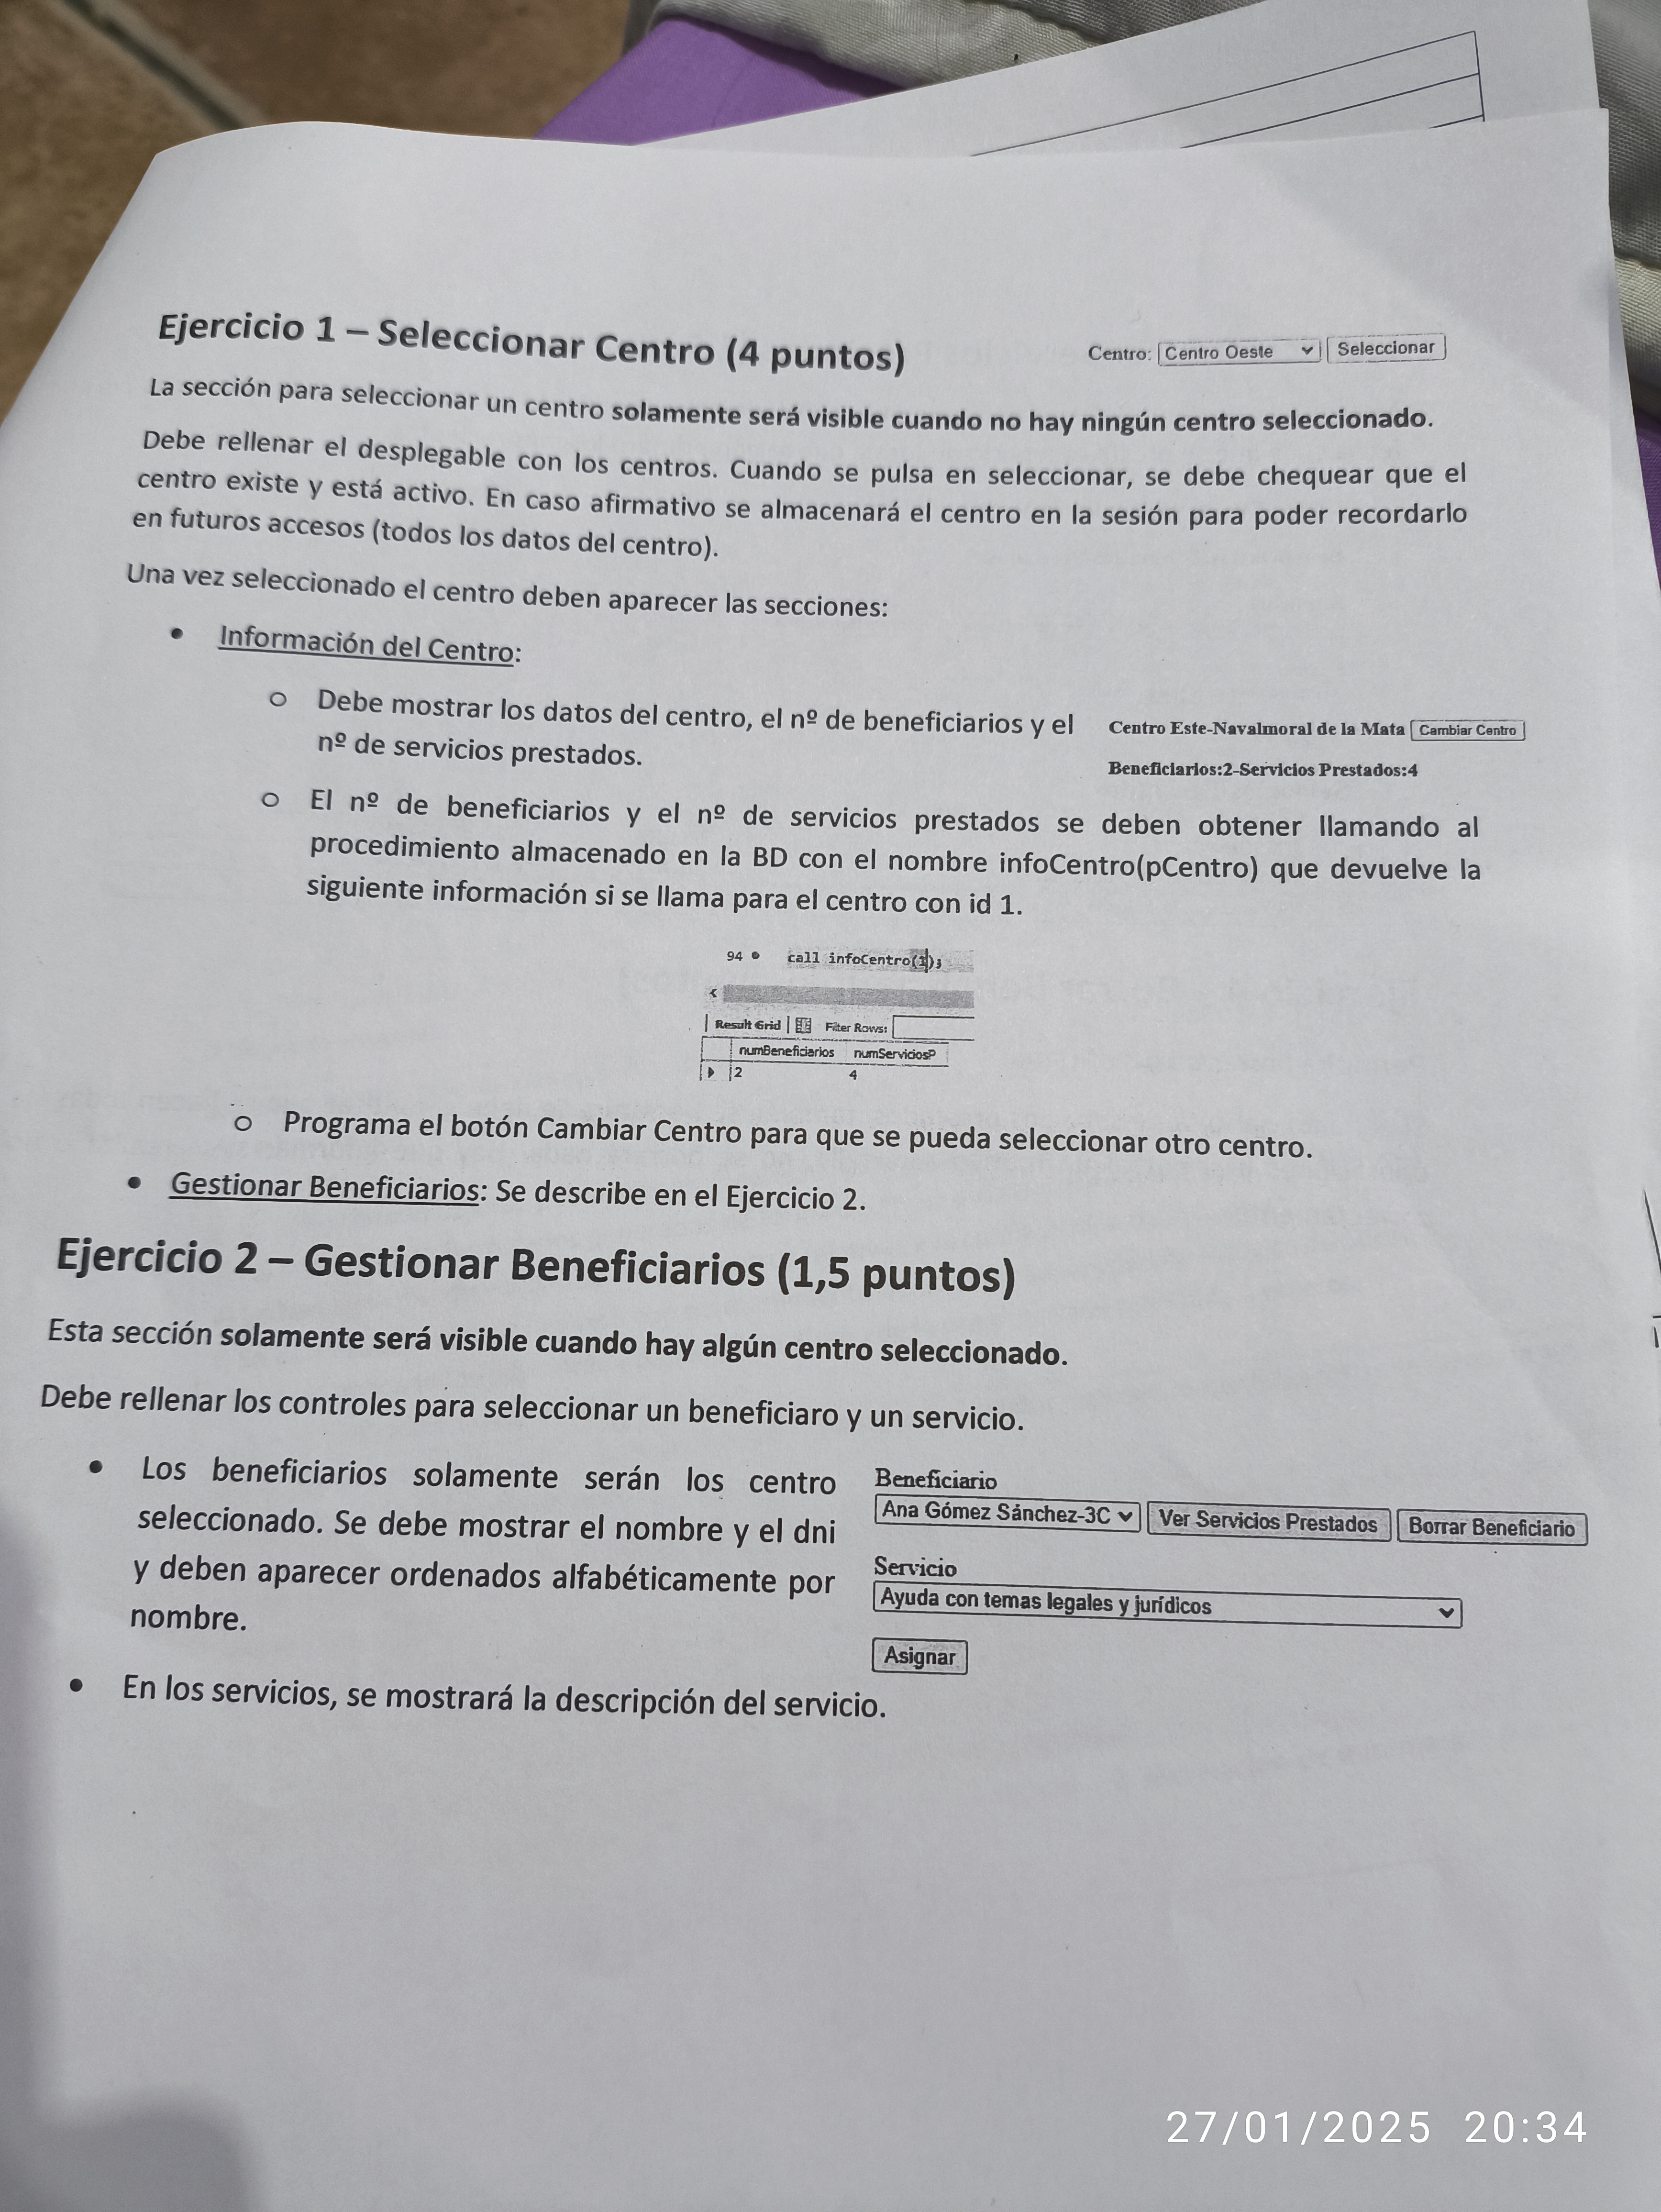 Ejercicio 1 – Seleccionar Centro (4 puntos)
Centro: Centro Oeste Seleccionar
La sección para seleccionar un centro solamente será visible cuando no hay ningún centro seleccionado.
Debe rellenar el desplegable con los centros. Cuando se pulsa en seleccionar, se debe chequear que el
centro existe y está activo. En caso afirmativo se almacenará el centro en la sesión para poder recordarlo
en futuros accesos (todos los datos del centro).
Una vez seleccionado el centro deben aparecer las secciones:
• Información del Centro:
o Debe mostrar los datos del centro, el nº de beneficiarios y el
nº de servicios prestados.
Centro Este-Navalmoral de la Mata Cambiar Centro
Beneficiarios:2-Servicios Prestados:4
o El nº de beneficiarios y el nº de servicios prestados se deben obtener llamando al
procedimiento almacenado en la BD con el nombre infoCentro(pCentro) que devuelve la
siguiente información si se llama para el centro con id 1.
94 • call infoCentro(1);
Result Grid Filter Rows:
numBeneficiarios numServiciosP
2 4
o Programa el botón Cambiar Centro para que se pueda seleccionar otro centro.
• Gestionar Beneficiarios: Se describe en el Ejercicio 2.
Ejercicio 2 – Gestionar Beneficiarios (1,5 puntos)
Esta sección solamente será visible cuando hay algún centro seleccionado.
Debe rellenar los controles para seleccionar un beneficiaro y un servicio.
• Los beneficiarios solamente serán los centro
seleccionado. Se debe mostrar el nombre y el dni
y deben aparecer ordenados alfabéticamente por
nombre.
Beneficiario
Ana Gómez Sánchez-3C Ver Servicios Prestados Borrar Beneficiario
Servicio
Ayuda con temas legales y jurídicos
Asignar
• En los servicios, se mostrará la descripción del servicio.
27/01/2025 20:34